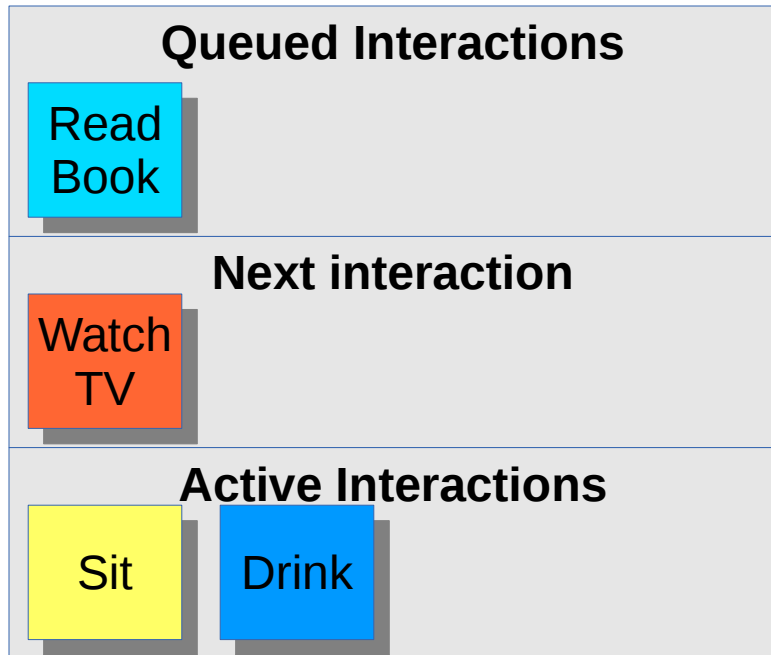 Queued Interactions
Read
Book
Next interaction
Watch
TV
Active Interactions
Sit
Drink